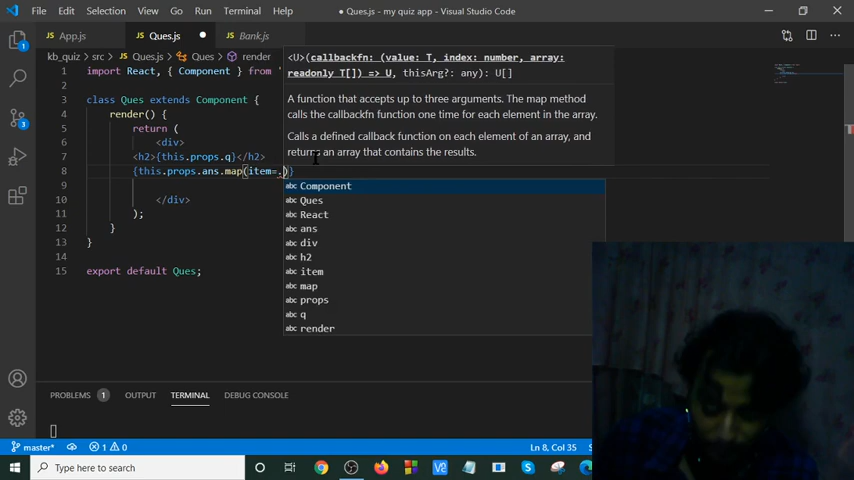 File Edit Selection View Go Run Terminal Help ● Ques.js - my quiz app - Visual Studio Code
App.js Ques.js ● Bank.js
kb_quiz > src > Ques.js > Ques > render
1 import React, { Component } from '
2
3 class Ques extends Component {
4 render() {
5 return (
6 <div>
7 <h2>{this.props.q}</h2>
8 {this.props.ans.map(item=.)}
9
10 </div>
11 );
12 }
13 }
14
15 export default Ques;
<U>(callbackfn: (value: T, index: number, array:
readonly T[]) => U, thisArg?: any): U[]
A function that accepts up to three arguments. The map method
calls the callbackfn function one time for each element in the array.
Calls a defined callback function on each element of an array, and
returns an array that contains the results.
abc Component
abc Ques
abc React
abc ans
abc div
abc h2
abc item
abc map
abc props
abc q
abc render
PROBLEMS 1 OUTPUT TERMINAL DEBUG CONSOLE
master* 1 0 Ln 8, Col 35
Type here to search